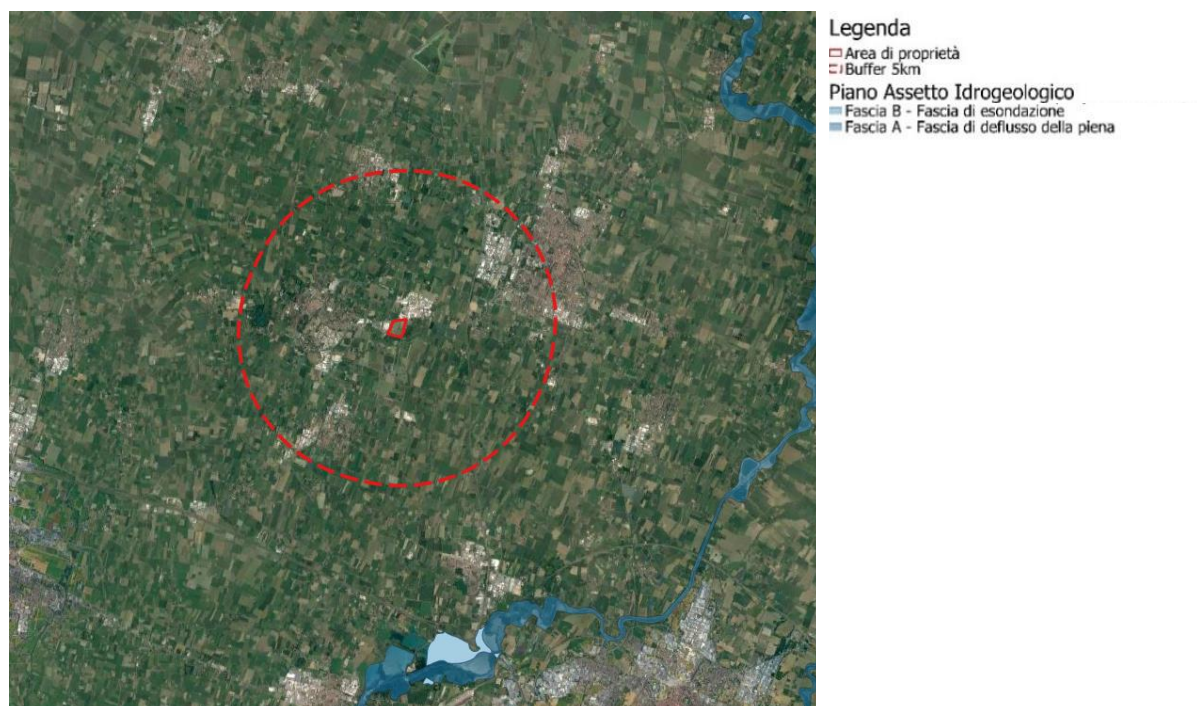 Legenda
Area di proprietà
Buffer 5km
Piano Assetto Idrogeologico
Fascia B - Fascia di esondazione
Fascia A - Fascia di deflusso della piena